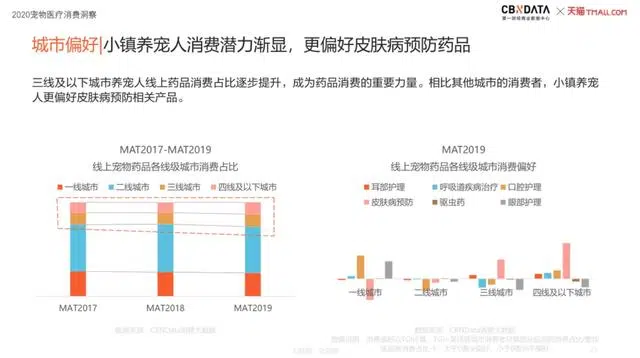 2020宠物医疗消费洞察
CBNDATA
第一财经商业数据中心
×
天猫 TMALL.COM
城市偏好|小镇养宠人消费潜力渐显，更偏好皮肤病预防药品
三线及以下城市养宠人线上药品消费占比逐步提升，成为药品消费的重要力量。相比其他城市的消费者，小镇养宠
人更偏好皮肤病预防相关产品。
MAT2017-MAT2019
线上宠物药品各线级城市消费占比
一线城市 二线城市 三线城市 四线及以下城市
MAT2017 MAT2018 MAT2019
数据来源：CBNData消费大数据
MAT2019
线上宠物药品各线级城市消费偏好
耳部护理 呼吸道疾病治疗 口腔护理
皮肤病预防 驱虫药 眼部护理
一线城市 二线城市 三线城市 四线及以下城市
数据来源：CBNData消费大数据